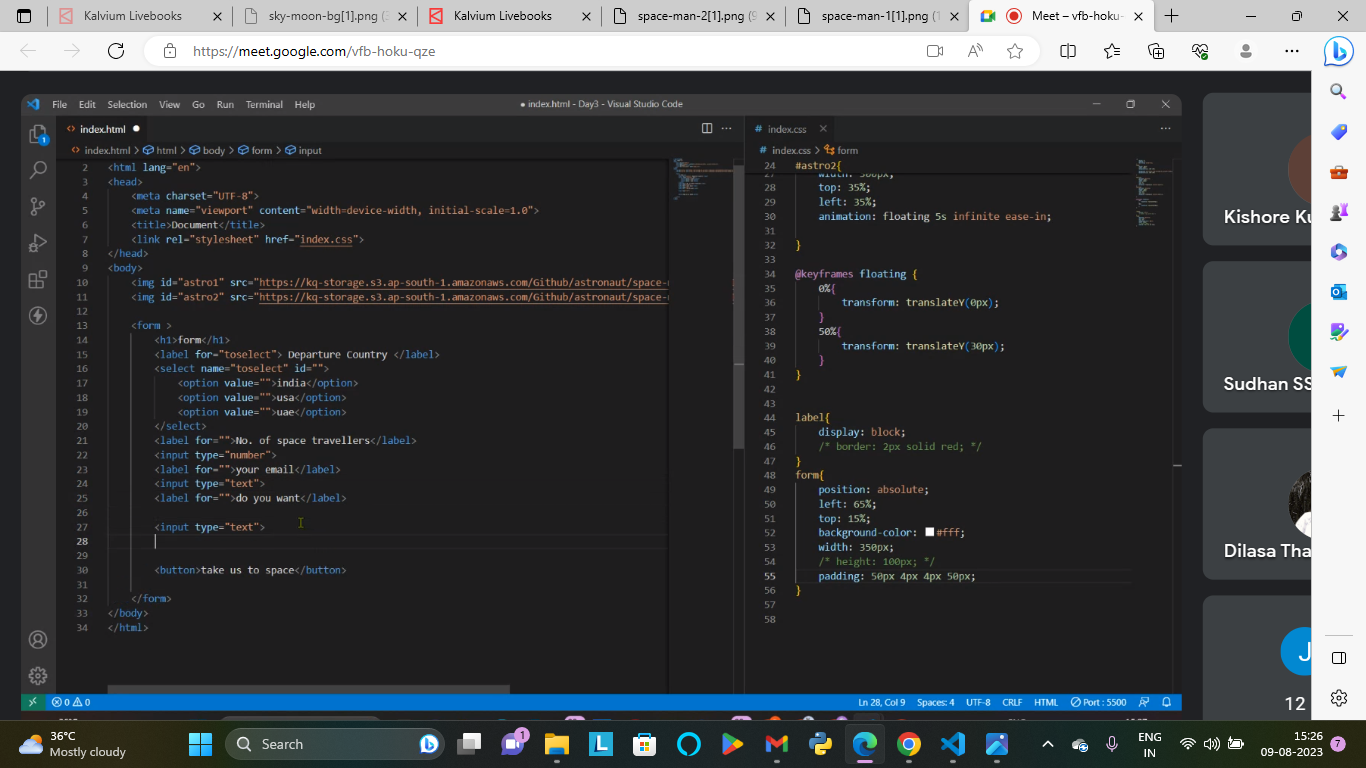 Kalvium Livebooks
sky-moon-bg[1].png (3
Kalvium Livebooks
space-man-2[1].png (9
space-man-1[1].png (1
Meet – vfb-hoku-
https://meet.google.com/vfb-hoku-qze
File Edit Selection View Go Run Terminal Help
● index.html - Day3 - Visual Studio Code
index.html ●
index.html > html > body > form > input
2 <html lang="en">
3 <head>
4 <meta charset="UTF-8">
5 <meta name="viewport" content="width=device-width, initial-scale=1.0">
6 <title>Document</title>
7 <link rel="stylesheet" href="index.css">
8 </head>
9 <body>
10 <img id="astro1" src="https://kq-storage.s3.ap-south-1.amazonaws.com/Github/astronaut/space-
11 <img id="astro2" src="https://kq-storage.s3.ap-south-1.amazonaws.com/Github/astronaut/space-
12
13 <form >
14 <h1>form</h1>
15 <label for="toselect"> Departure Country </label>
16 <select name="toselect" id="">
17 <option value="">india</option>
18 <option value="">usa</option>
19 <option value="">uae</option>
20 </select>
21 <label for="">No. of space travellers</label>
22 <input type="number">
23 <label for="">your email</label>
24 <input type="text">
25 <label for="">do you want</label>
26
27 <input type="text">
28
29
30 <button>take us to space</button>
31
32 </form>
33 </body>
34 </html>
# index.css
# index.css > form
24 #astro2{
27 width: 300px;
28 top: 35%;
29 left: 35%;
30 animation: floating 5s infinite ease-in;
31
32 }
33
34 @keyframes floating {
35 0%{
36 transform: translateY(0px);
37 }
38 50%{
39 transform: translateY(30px);
40 }
41 }
42
43
44 label{
45 display: block;
46 /* border: 2px solid red; */
47 }
48 form{
49 position: absolute;
50 left: 65%;
51 top: 15%;
52 background-color: #fff;
53 width: 350px;
54 /* height: 100px; */
55 padding: 50px 4px 4px 50px;
56 }
57
58
0 0 Ln 28, Col 9 Spaces: 4 UTF-8 CRLF HTML Port : 5500
Kishore Ku
Sudhan SS
Dilasa Tha
J
12
36°C
Mostly cloudy
Search
1
ENG
IN
15:26
09-08-2023
7